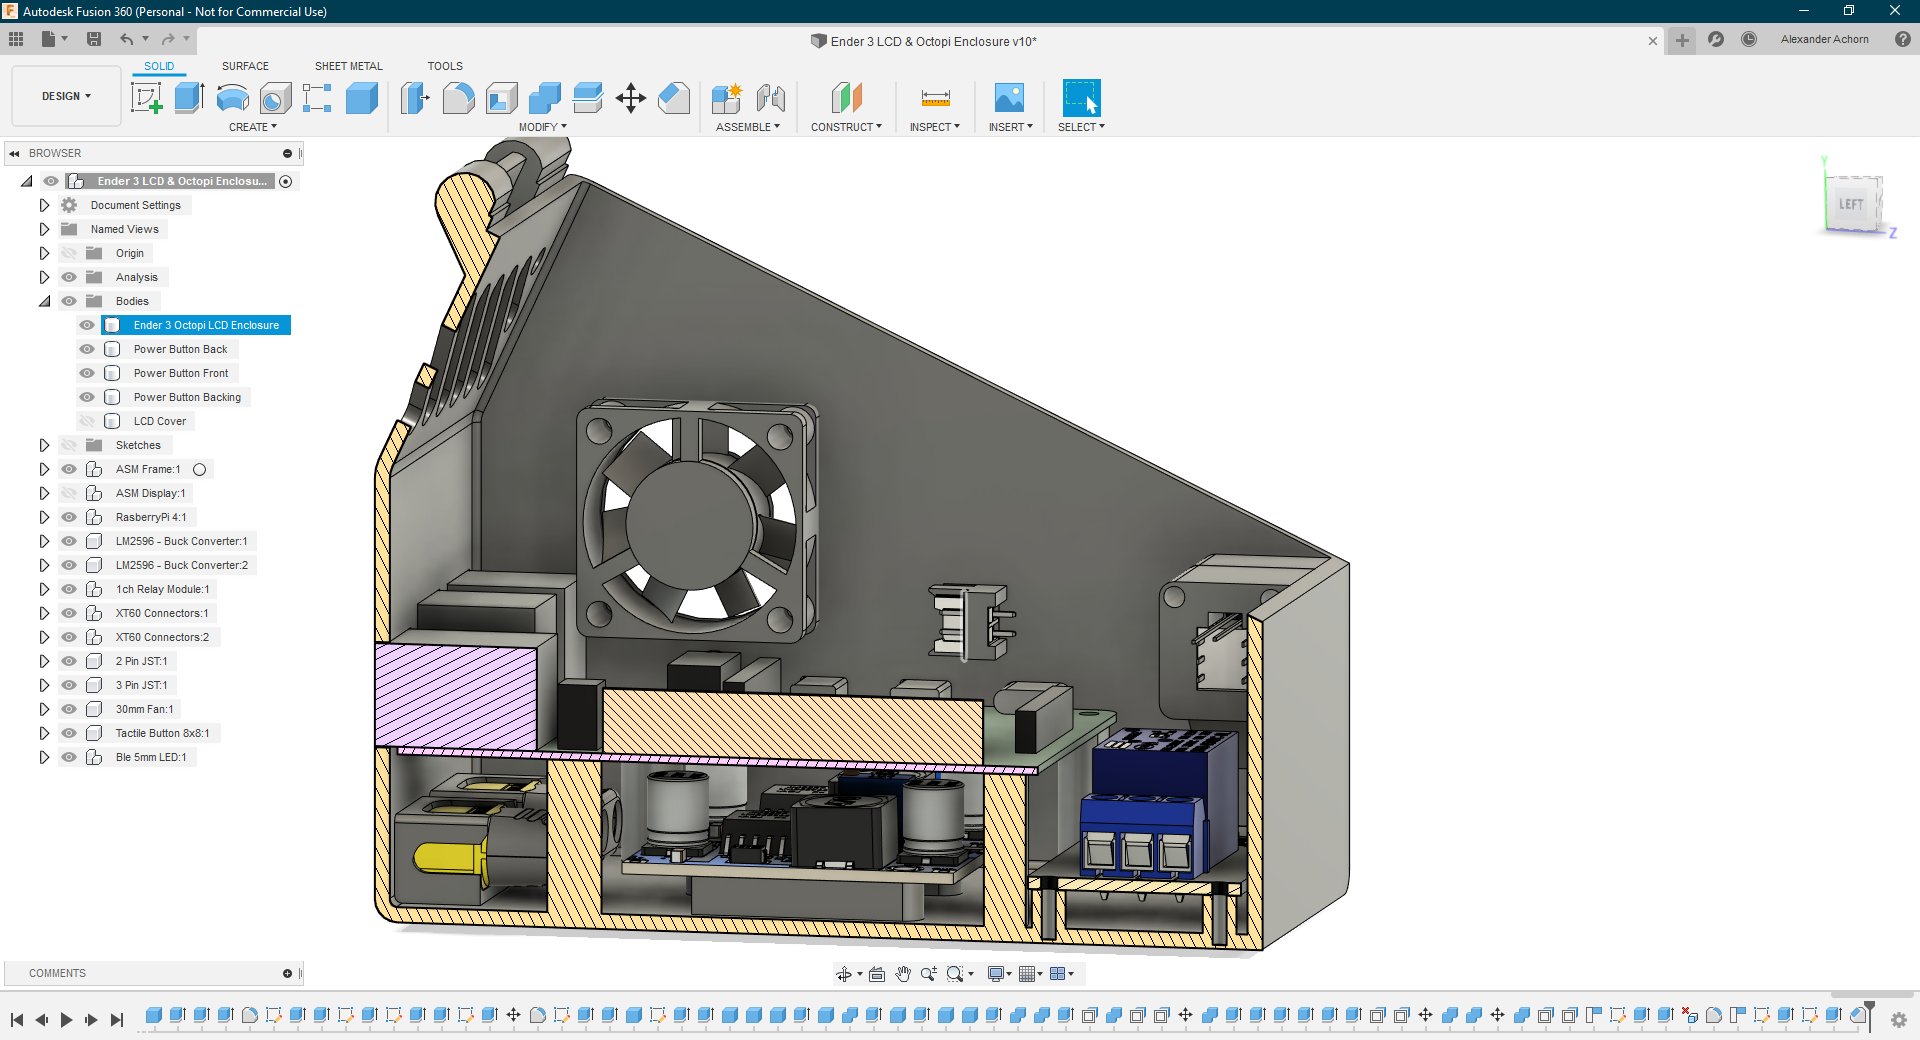 Autodesk Fusion 360 (Personal - Not for Commercial Use)
Ender 3 LCD & Octopi Enclosure v10*
Alexander Achorn
SOLID
SURFACE
SHEET METAL
TOOLS
DESIGN
CREATE
MODIFY
ASSEMBLE
CONSTRUCT
INSPECT
INSERT
SELECT
BROWSER
Ender 3 LCD & Octopi Enclosu...
Document Settings
Named Views
Origin
Analysis
Bodies
Ender 3 Octopi LCD Enclosure
Power Button Back
Power Button Front
Power Button Backing
LCD Cover
Sketches
ASM Frame:1
ASM Display:1
RasberryPi 4:1
LM2596 - Buck Converter:1
LM2596 - Buck Converter:2
1ch Relay Module:1
XT60 Connectors:1
XT60 Connectors:2
2 Pin JST:1
3 Pin JST:1
30mm Fan:1
Tactile Button 8x8:1
Ble 5mm LED:1
Y
LEFT
Z
COMMENTS